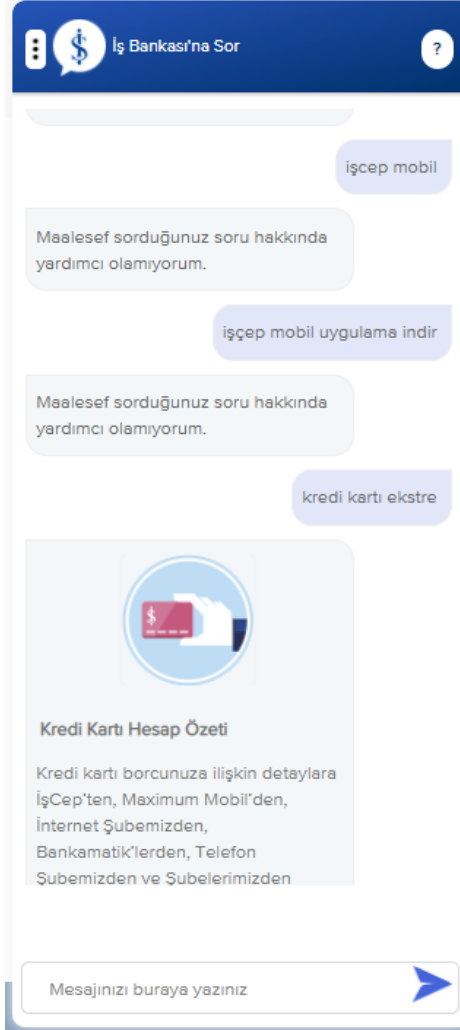 İş Bankası'na Sor
?
işcep mobil
Maalesef sorduğunuz soru hakkında
yardımcı olamıyorum.
işçep mobil uygulama indir
Maalesef sorduğunuz soru hakkında
yardımcı olamıyorum.
kredi kartı ekstre
Kredi Kartı Hesap Özeti
Kredi kartı borcunuza ilişkin detaylara
İşCep'ten, Maximum Mobil'den,
İnternet Şubemizden,
Bankamatik'lerden, Telefon
Şubemizden ve Şubelerimizden
Mesajınızı buraya yazınız